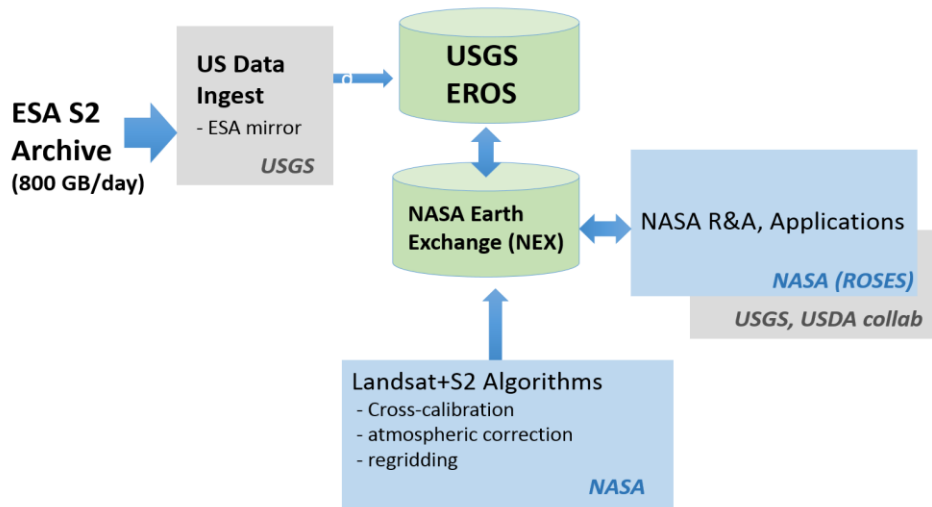 ESA S2
Archive
(800 GB/day)
US Data
Ingest
- ESA mirror
USGS
d
USGS
EROS
NASA Earth
Exchange (NEX)
NASA R&A, Applications
NASA (ROSES)
USGS, USDA collab
Landsat+S2 Algorithms
- Cross-calibration
- atmospheric correction
- regridding
NASA